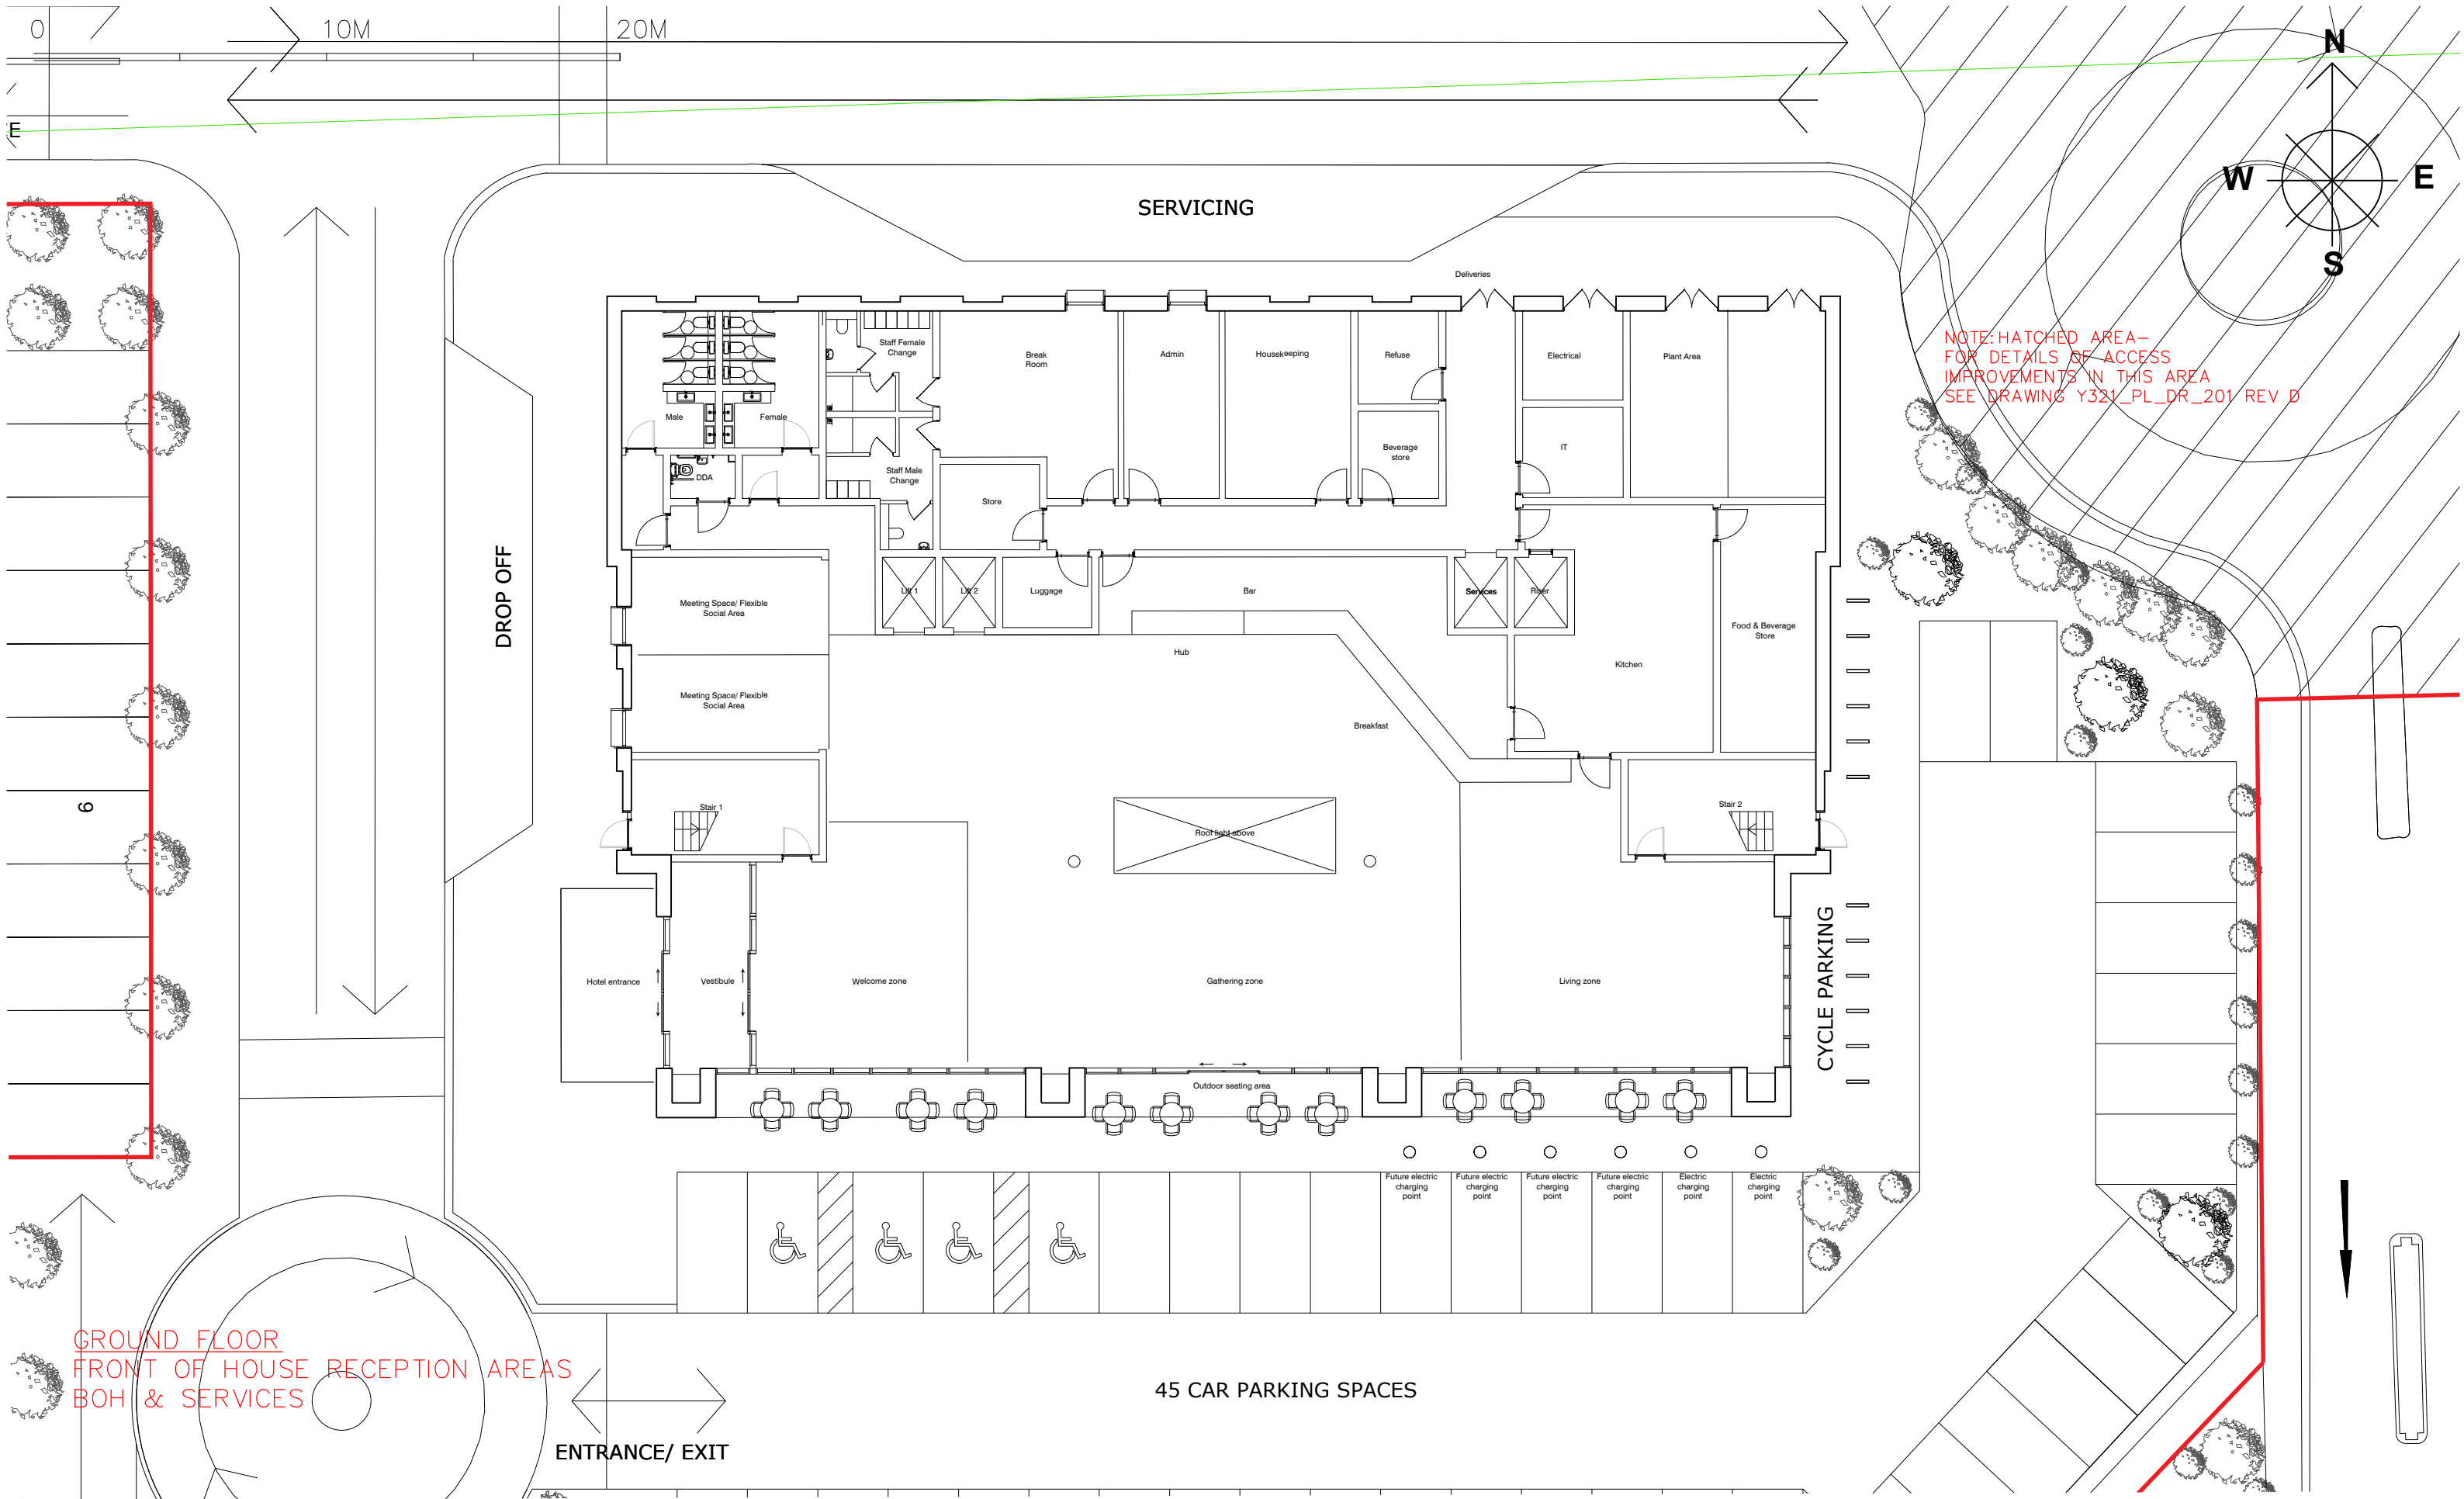 0
10M
20M
E
N
W
E
S
SERVICING
Deliveries
NOTE: HATCHED AREA-
FOR DETAILS OF ACCESS
IMPROVEMENTS IN THIS AREA
SEE DRAWING Y321_PL_DR_201 REV D
Staff Female
Change
Break
Room
Admin
Housekeeping
Refuse
Electrical
Plant Area
Male
Female
Beverage
store
IT
Staff Male
Change
DDA
Store
DROP OFF
Meeting Space/ Flexible
Social Area
Lift 1
Lift 2
Luggage
Bar
Services
Riser
Food & Beverage
Store
Hub
Kitchen
Meeting Space/ Flexible
Social Area
Breakfast
6
Stair 1
Roof light above
Stair 2
CYCLE PARKING
Hotel entrance
Vestibule
Welcome zone
Gathering zone
Living zone
Outdoor seating area
Future electric
charging
point
Future electric
charging
point
Future electric
charging
point
Future electric
charging
point
Electric
charging
point
Electric
charging
point
GROUND FLOOR
FRONT OF HOUSE RECEPTION AREAS
BOH & SERVICES
45 CAR PARKING SPACES
ENTRANCE/ EXIT